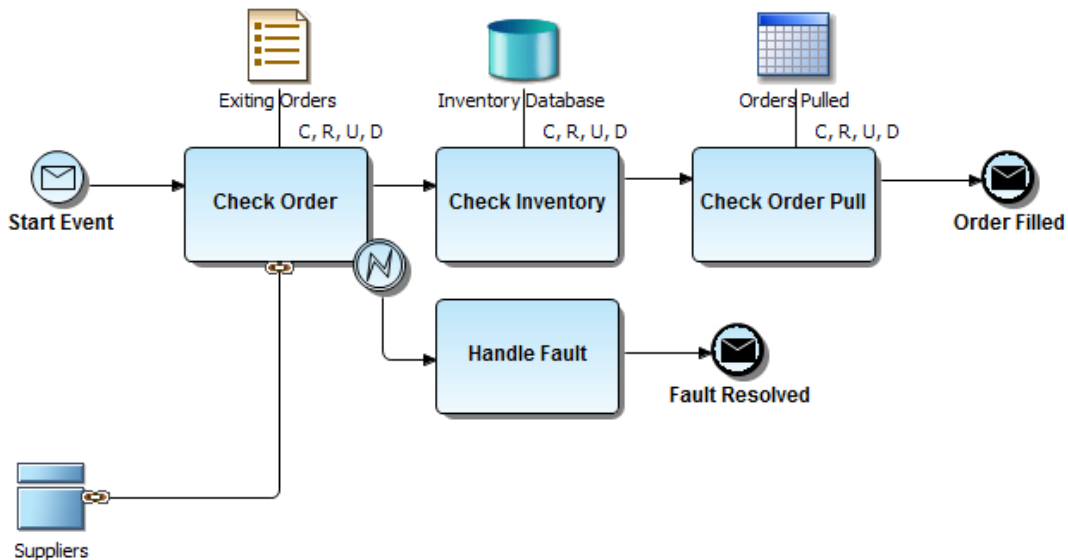 Exiting Orders
Inventory Database
Orders Pulled
C, R, U, D
C, R, U, D
C, R, U, D
Start Event
Check Order
Check Inventory
Check Order Pull
Order Filled
Handle Fault
Fault Resolved
Suppliers